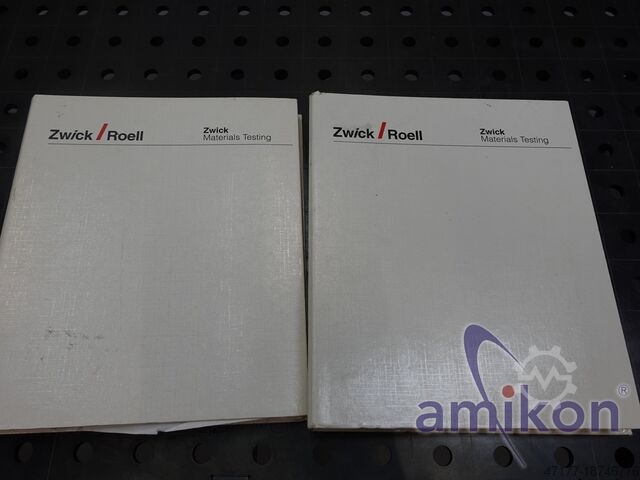 Zwick / Roell
Zwick
Materials Testing
Zwick / Roell
Zwick
Materials Testing
amikon®